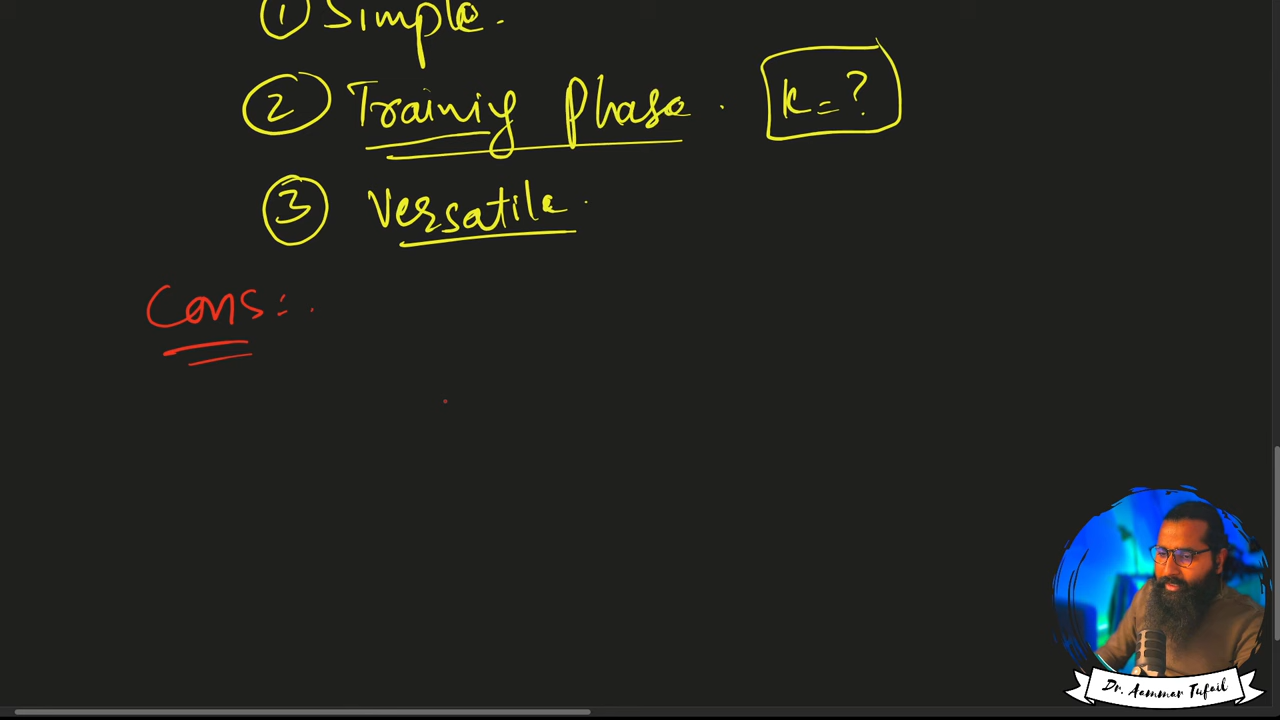 ① Simple.
② Training Phase. K=?
③ Versatile.
Cons:
Dr. Aammar Tufail